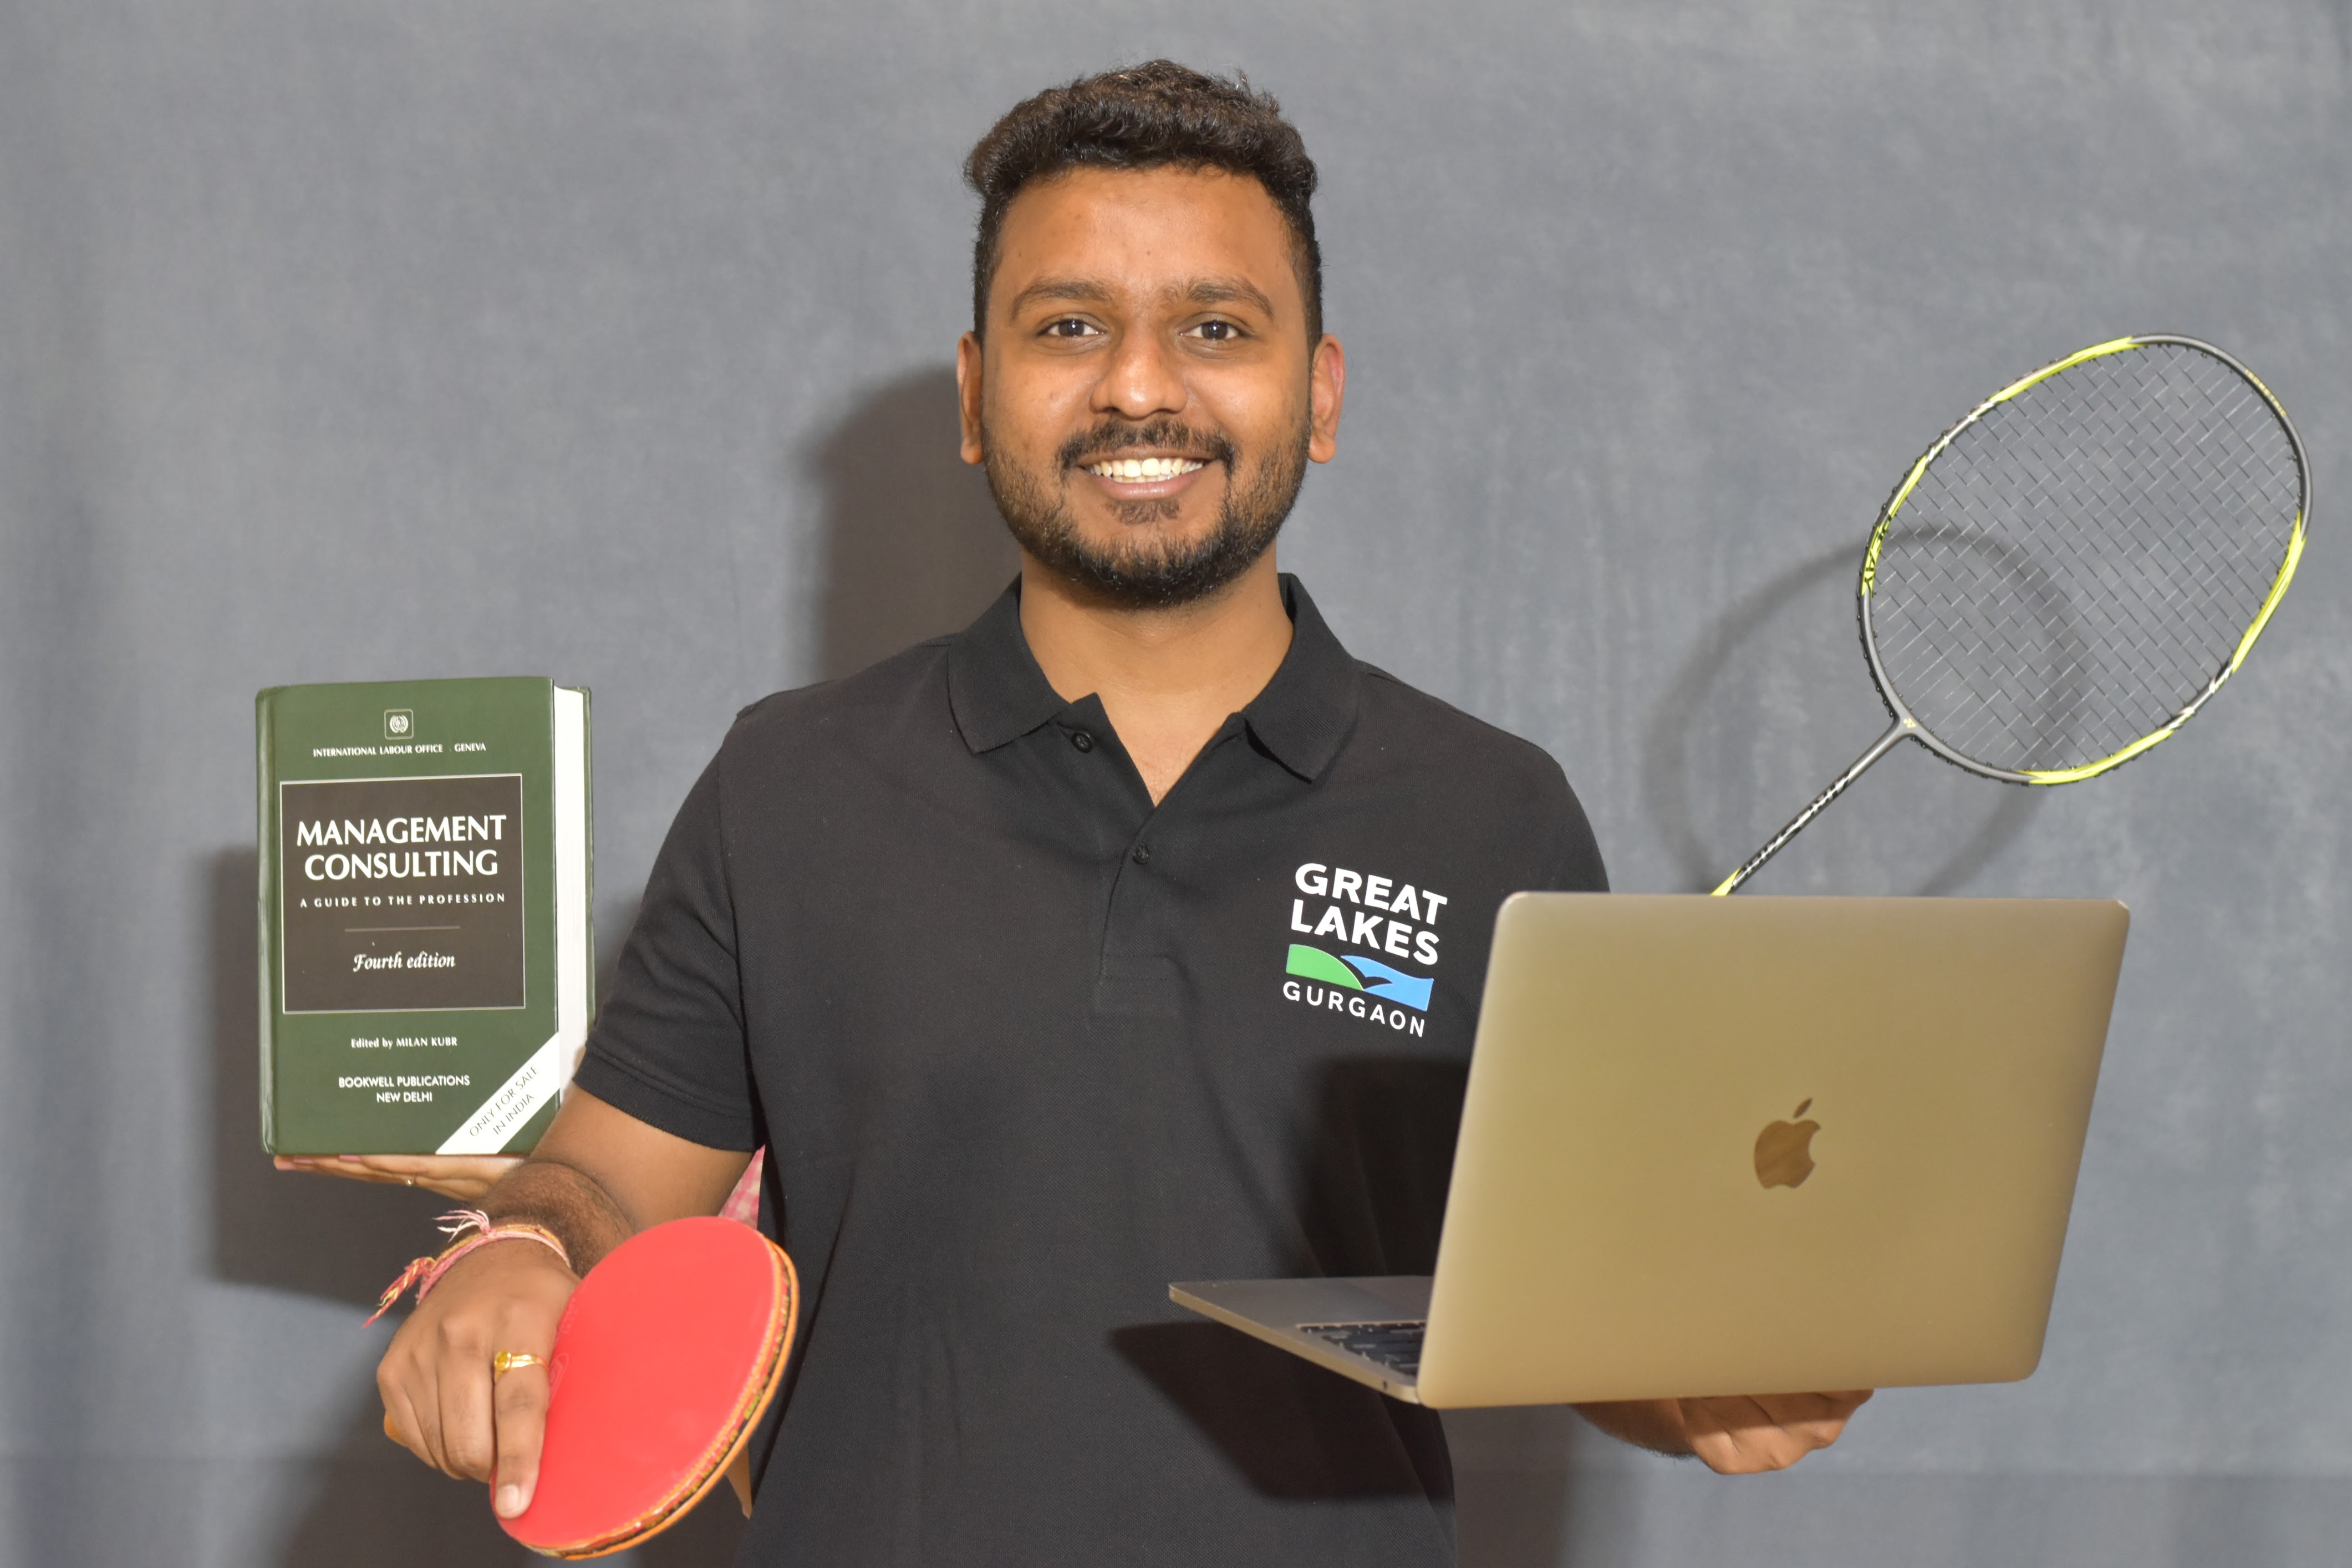 INTERNATIONAL LABOUR OFFICE . GENEVA
MANAGEMENT
CONSULTING
A GUIDE TO THE PROFESSION
Fourth edition
Edited by MILAN KUBR
BOOKWELL PUBLICATIONS
NEW DELHI
ONLY FOR SALE
IN INDIA
GREAT
LAKES
GURGAON